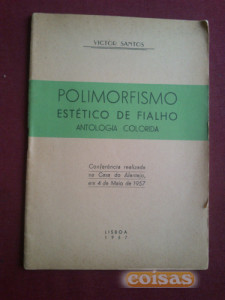 VICTOR SANTOS
POLIMORFISMO
ESTÉTICO DE FIALHO
ANTOLOGIA COLORIDA
Conferência realizada
na Casa do Alentejo,
em 4 de Maio de 1957
LISBOA
1957
coisas